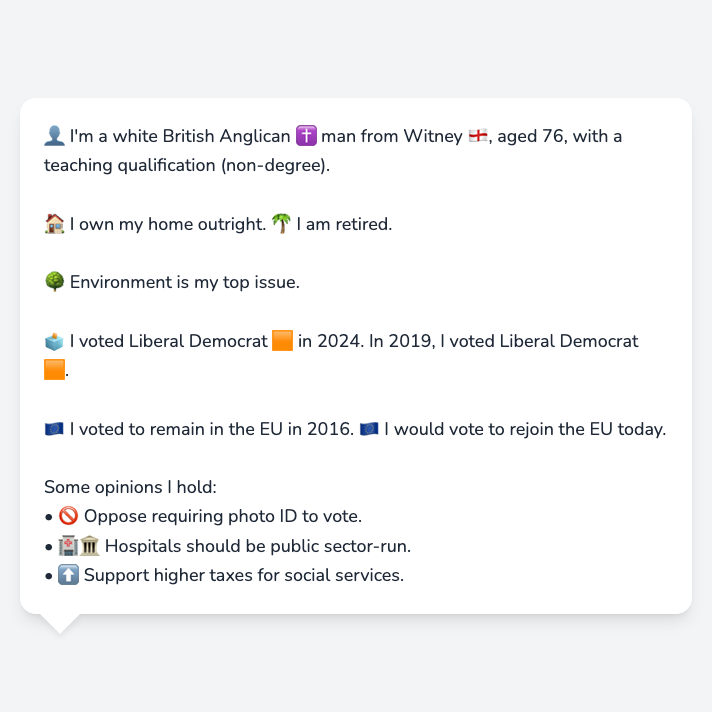 👤 I'm a white British Anglican ✝️ man from Witney 🏴󠁧󠁢󠁥󠁮󠁧󠁿, aged 76, with a
teaching qualification (non-degree).
🏠 I own my home outright. 🌴 I am retired.
🌳 Environment is my top issue.
🗳️ I voted Liberal Democrat 🟧 in 2024. In 2019, I voted Liberal Democrat
🟧.
🇪🇺 I voted to remain in the EU in 2016. 🇪🇺 I would vote to rejoin the EU today.
Some opinions I hold:
• 🚫 Oppose requiring photo ID to vote.
• 🏥🏛️ Hospitals should be public sector-run.
• ⬆️ Support higher taxes for social services.